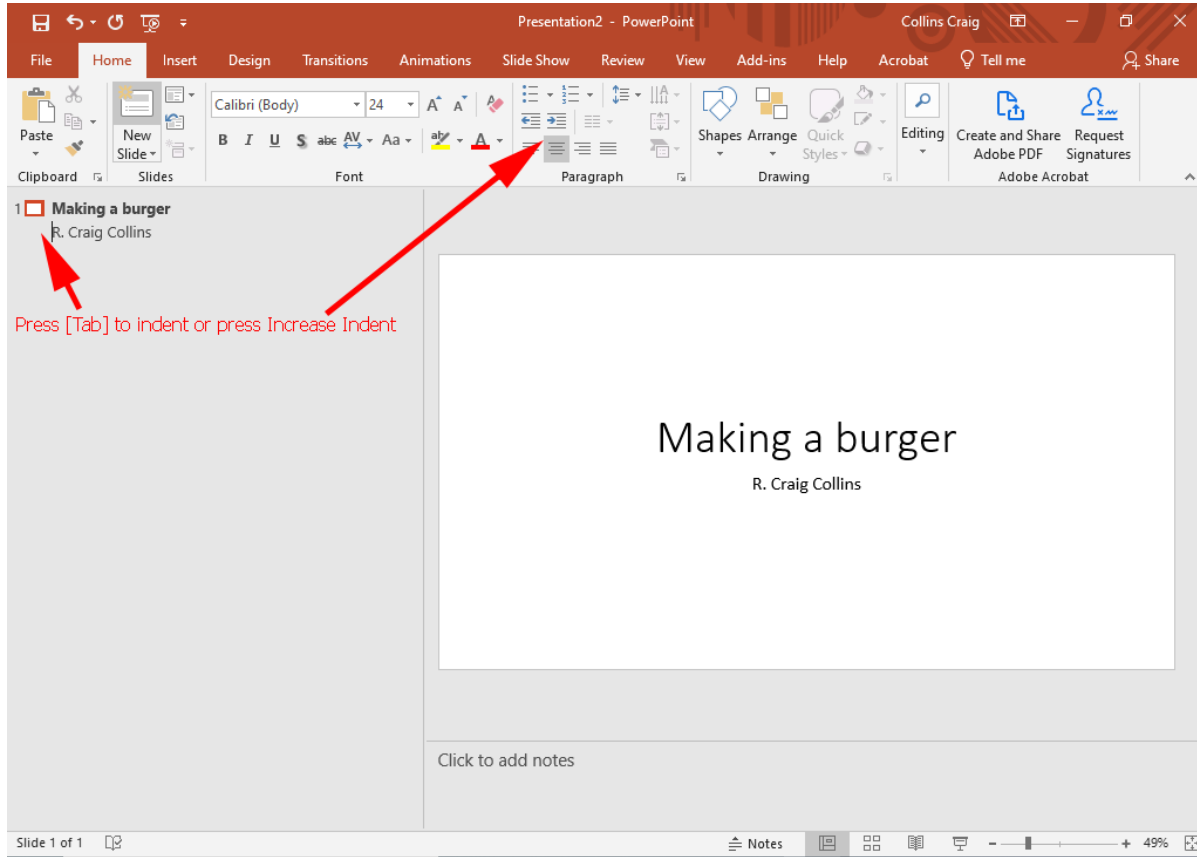 Presentation2 - PowerPoint
Collins Craig
File Home Insert Design Transitions Animations Slide Show Review View Add-ins Help Acrobat Tell me Share
Paste
New Slide
Calibri (Body) 24 A A
B I U S abc AV Aa aby A
Shapes Arrange Quick Styles
Editing
Create and Share Adobe PDF
Request Signatures
Clipboard Slides Font Paragraph Drawing Adobe Acrobat
1 Making a burger
R. Craig Collins
Press [Tab] to indent or press Increase Indent
Making a burger
R. Craig Collins
Click to add notes
Slide 1 of 1 Notes 49%